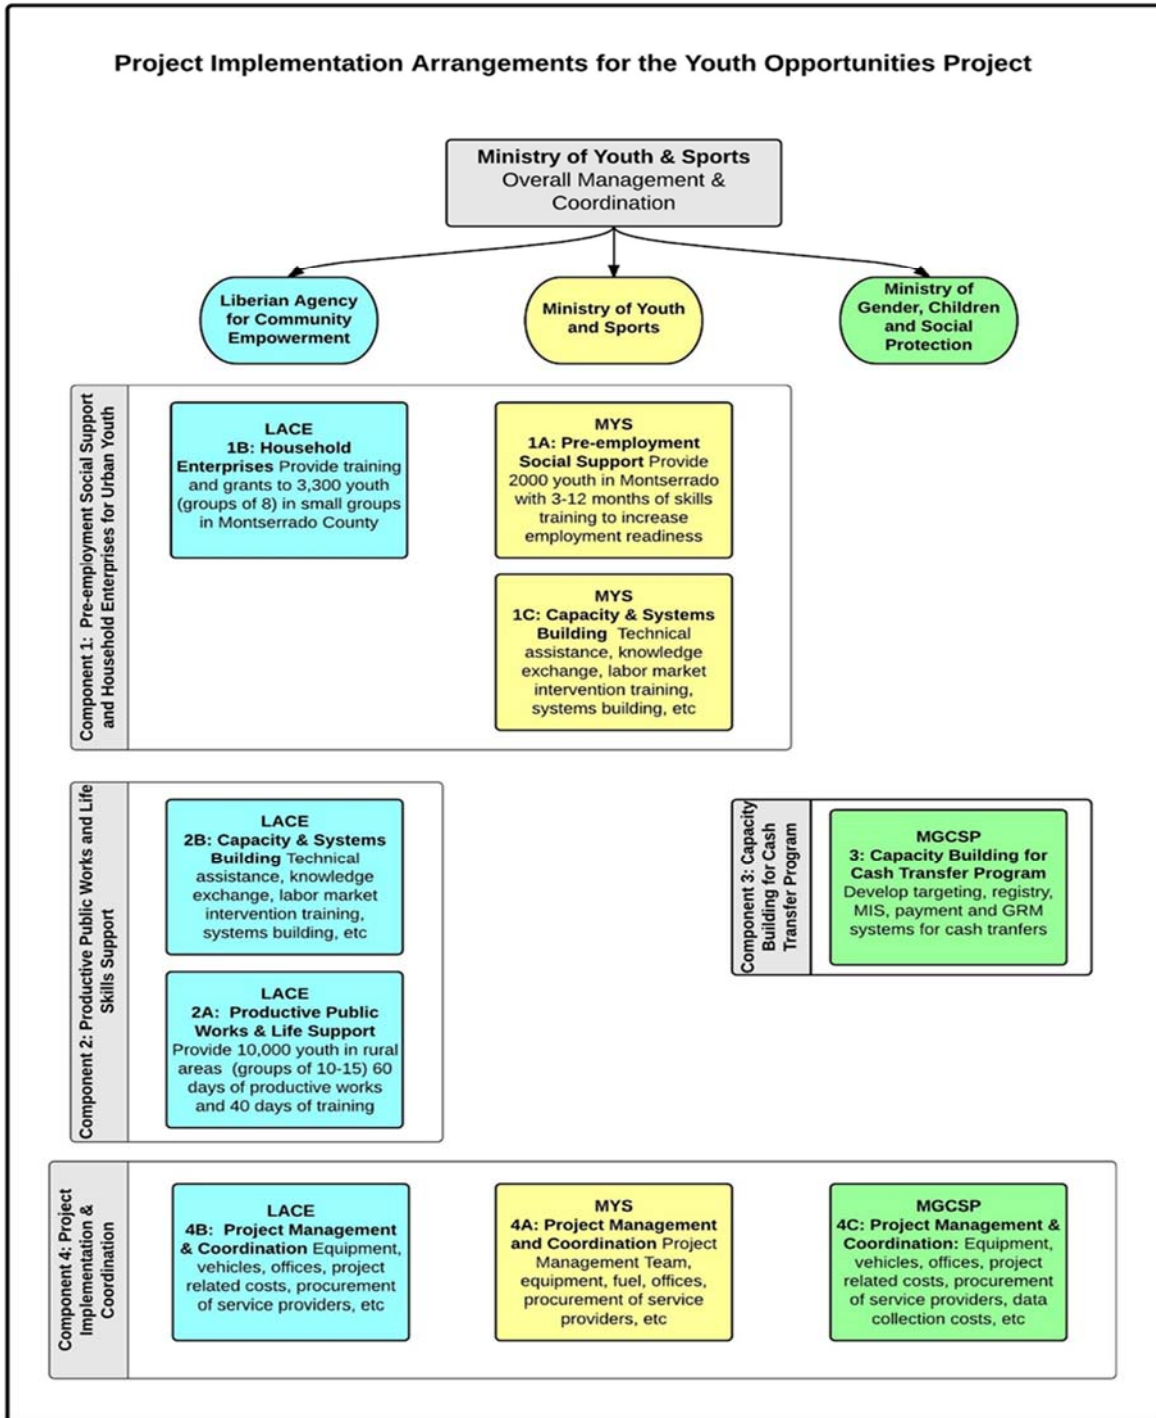 Project Implementation Arrangements for the Youth Opportunities Project
Ministry of Youth & Sports
Overall Management &
Coordination
Liberian Agency
for Community
Empowerment
Ministry of Youth
and Sports
Ministry of
Gender, Children
and Social
Protection
Component 1:  Pre-employment Social Support
and Household Enterprises for Urban Youth
LACE
1B: Household
Enterprises Provide training
and grants to 3,300 youth
(groups of 8) in small groups
in Montserrado County
MYS
1A: Pre-employment
Social Support Provide
2000 youth in Montserrado
with 3-12 months of skills
training to increase
employment readiness
MYS
1C: Capacity & Systems
Building  Technical
assistance, knowledge
exchange, labor market
intervention training,
systems building, etc
Component 2: Productive Public Works and Life
Skills Support
LACE
2B: Capacity & Systems
Building Technical
assistance, knowledge
exchange, labor market
intervention training,
systems building, etc
LACE
2A:  Productive Public
Works & Life Support
Provide 10,000 youth in rural
areas  (groups of 10-15) 60
days of productive works
and 40 days of training
Component 3: Capacity
Building for Cash
Transfer Program
MGCSP
3: Capacity Building for
Cash Transfer Program
Develop targeting, registry,
MIS, payment and GRM
systems for cash tranfers
Component 4: Project
Implementation &
Coordination
LACE
4B:  Project Management
& Coordination Equipment,
vehicles, offices, project
related costs, procurement
of service providers, etc
MYS
4A: Project Management
and Coordination Project
Management Team,
equipment, fuel, offices,
procurement of service
providers, etc
MGCSP
4C: Project Management &
Coordination: Equipment,
vehicles, offices, project
related costs, procurement
of service providers, data
collection costs, etc